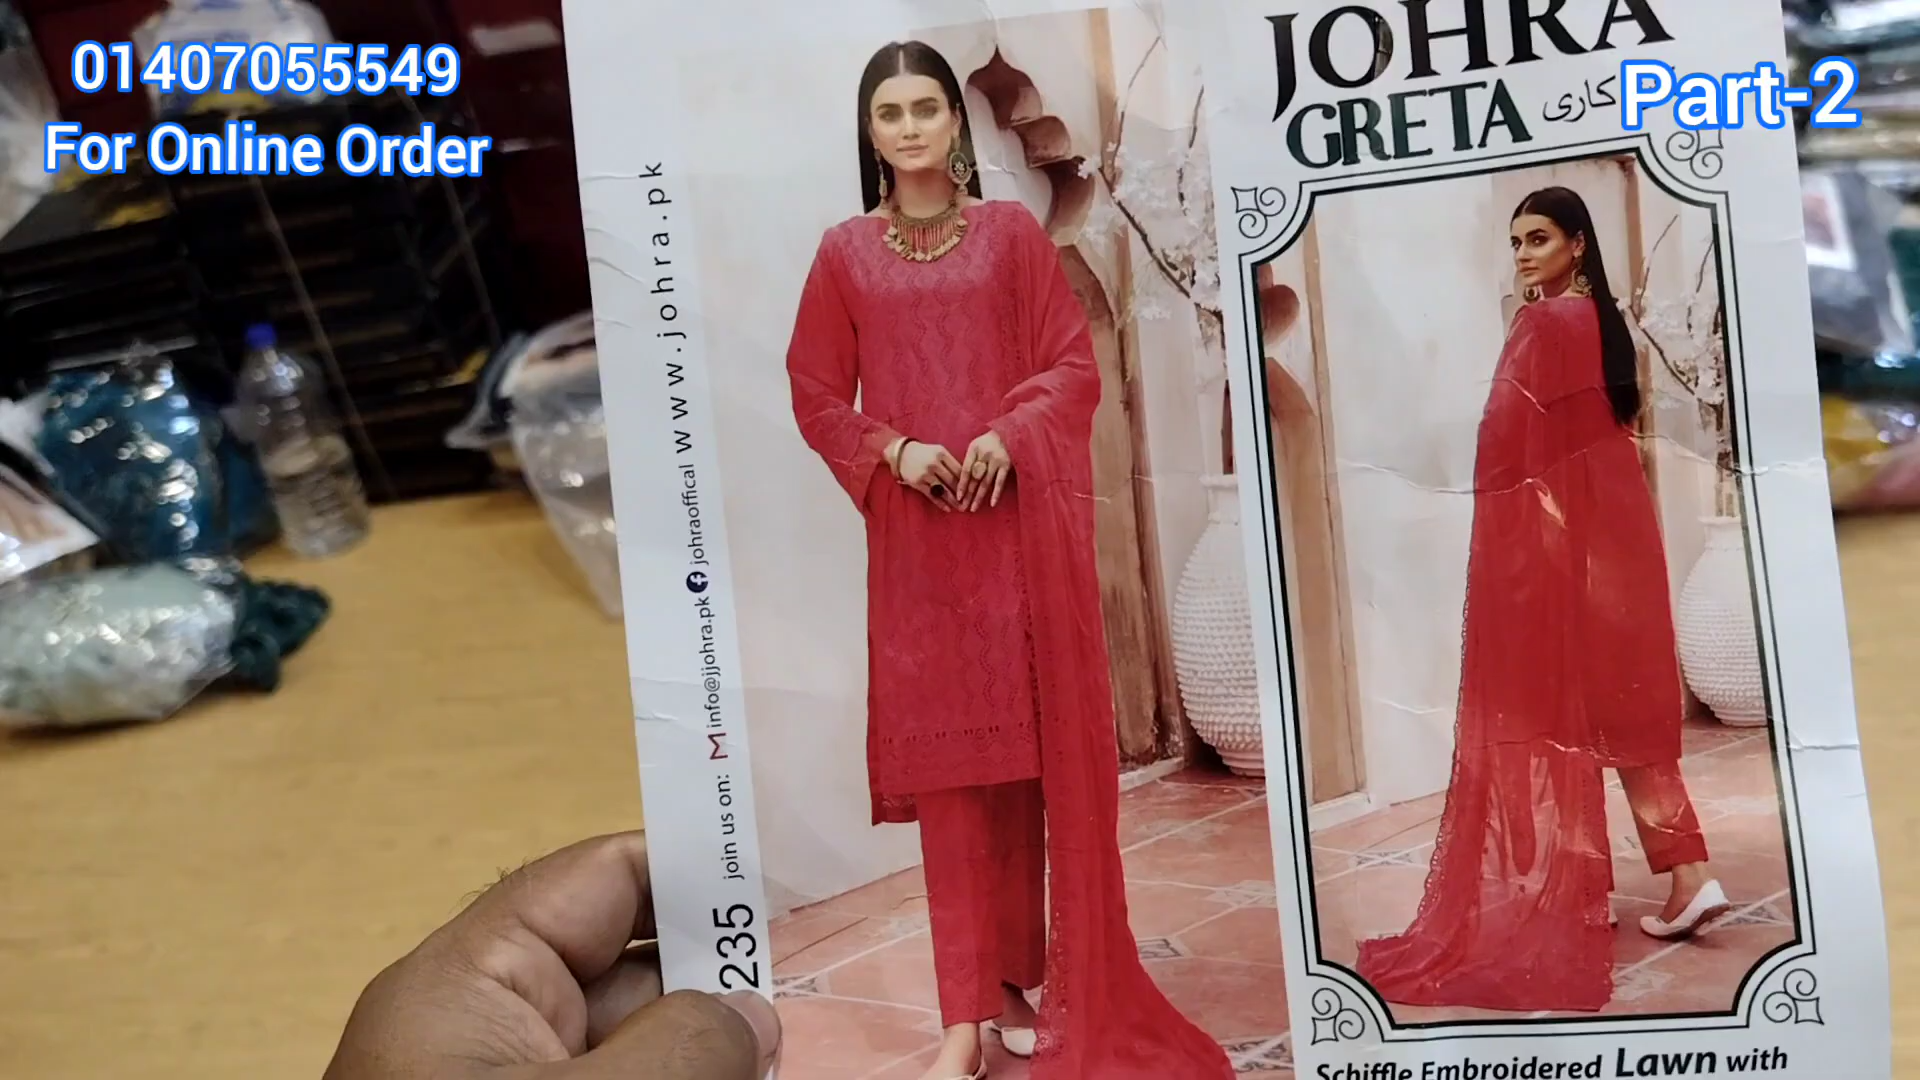 01407055549
For Online Order
Part-2
JOHRA
GRETA کاری
www.johra.pk
join us on: info@jjohra.pk johraoffical
235
Schiffle Embroidered Lawn with